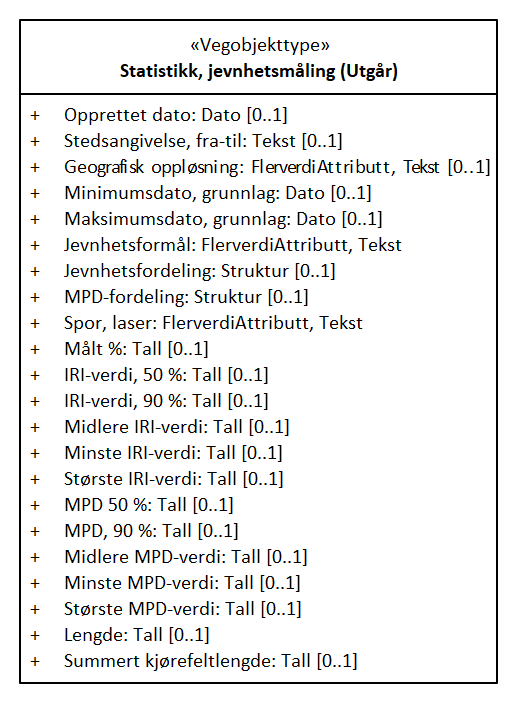 «Vegobjekttype»
Statistikk, jevnhetsmåling (Utgår)
+ Opprettet dato: Dato [0..1]
+ Stedsangivelse, fra-til: Tekst [0..1]
+ Geografisk oppløsning: FlerverdiAttributt, Tekst [0..1]
+ Minimumsdato, grunnlag: Dato [0..1]
+ Maksimumsdato, grunnlag: Dato [0..1]
+ Jevnhetsformål: FlerverdiAttributt, Tekst
+ Jevnhetsfordeling: Struktur [0..1]
+ MPD-fordeling: Struktur [0..1]
+ Spor, laser: FlerverdiAttributt, Tekst
+ Målt %: Tall [0..1]
+ IRI-verdi, 50 %: Tall [0..1]
+ IRI-verdi, 90 %: Tall [0..1]
+ Midlere IRI-verdi: Tall [0..1]
+ Minste IRI-verdi: Tall [0..1]
+ Største IRI-verdi: Tall [0..1]
+ MPD 50 %: Tall [0..1]
+ MPD, 90 %: Tall [0..1]
+ Midlere MPD-verdi: Tall [0..1]
+ Minste MPD-verdi: Tall [0..1]
+ Største MPD-verdi: Tall [0..1]
+ Lengde: Tall [0..1]
+ Summert kjørefeltlengde: Tall [0..1]